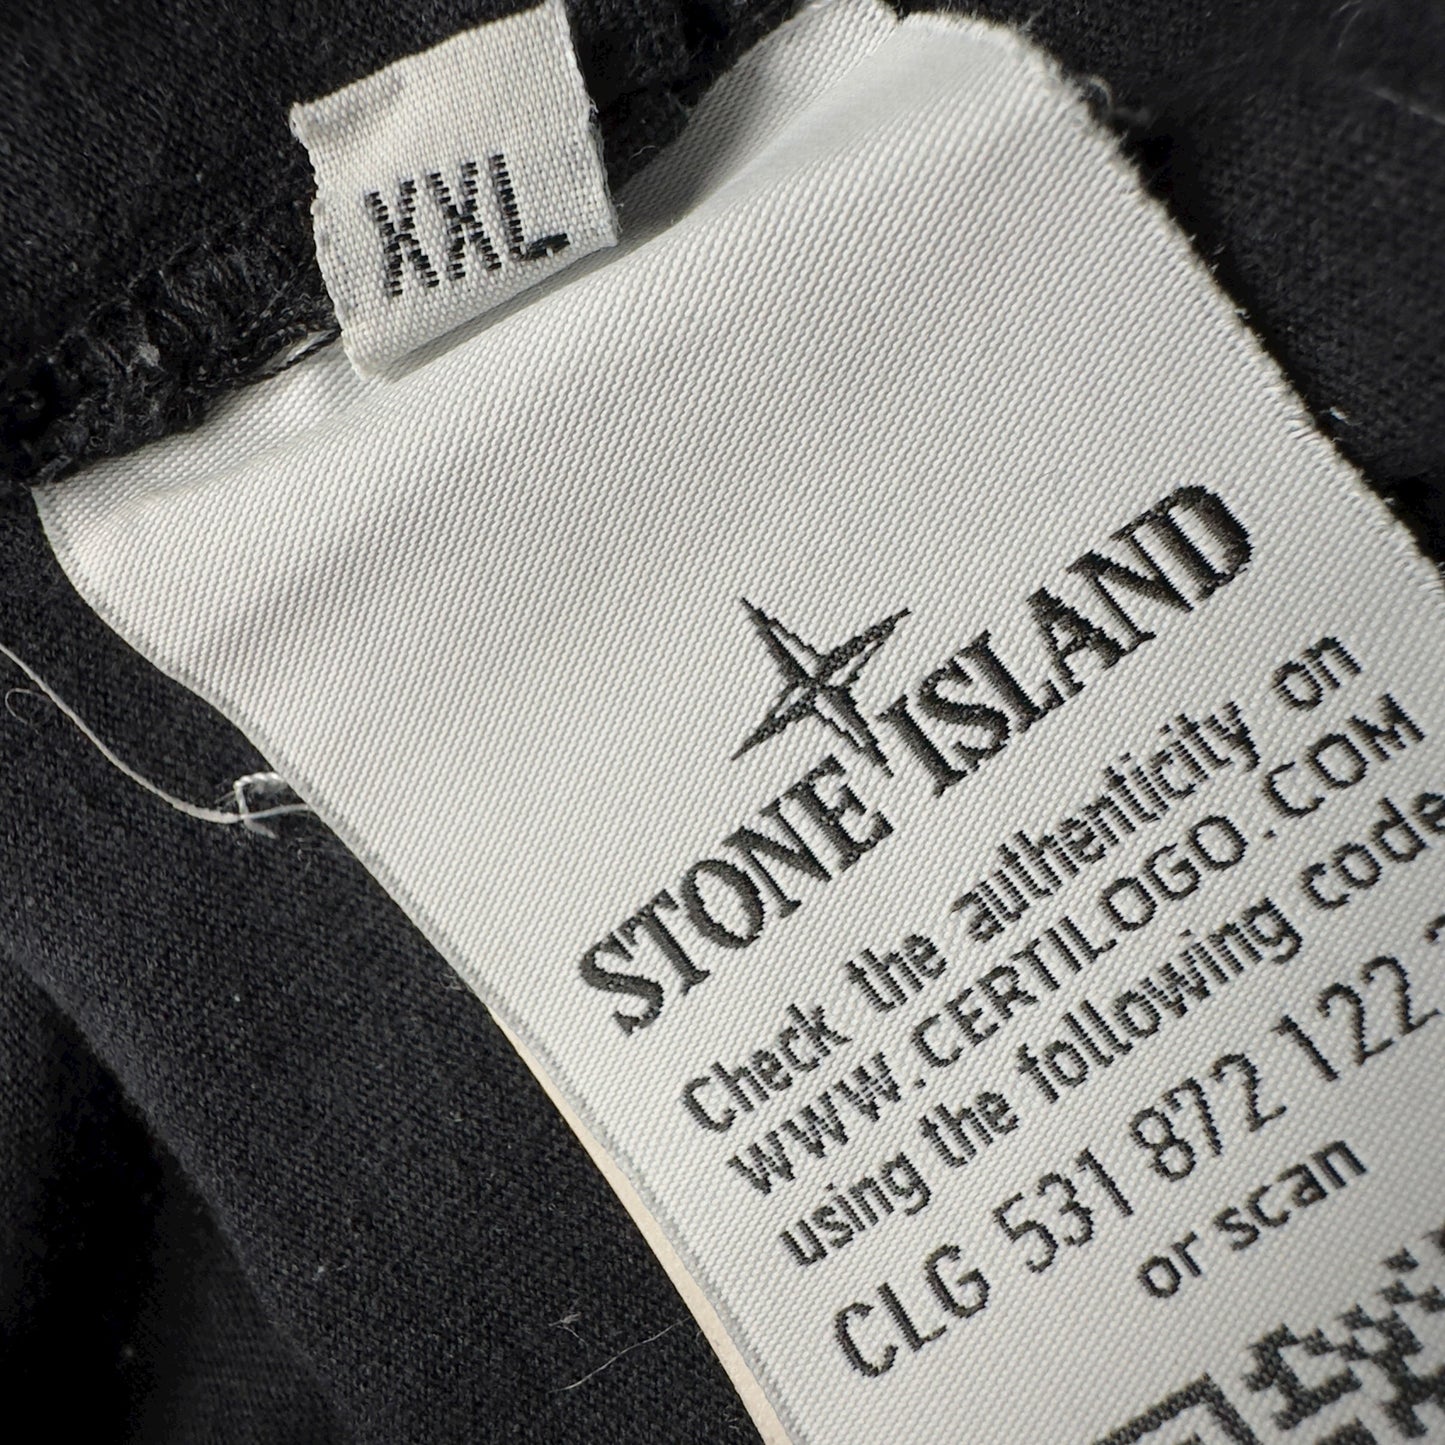 XXL
STONE ISLAND
Check the authenticity on
WWW.CERTILOGO.COM
using the following code
CLG 531 872 122
or scan